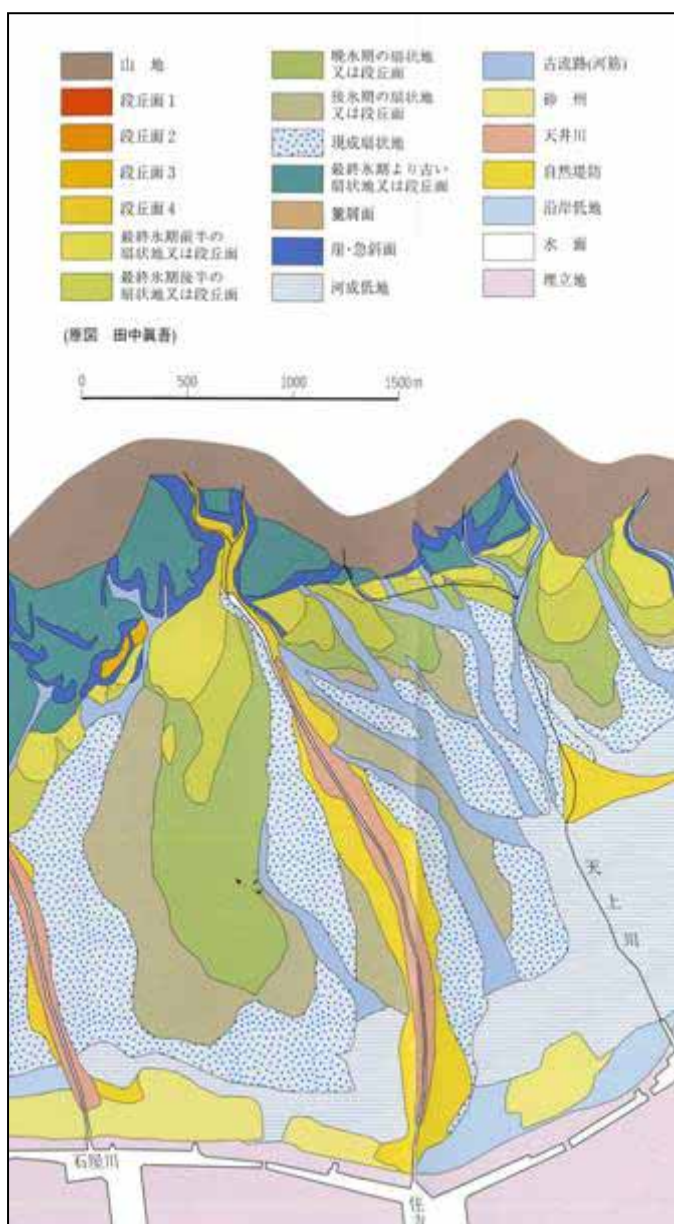 山 地
段丘面 1
段丘面 2
段丘面 3
段丘面 4
最終氷期前半の
扇状地又は段丘面
最終氷期後半の
扇状地又は段丘面
晩氷期の扇状地
又は段丘面
後氷期の扇状地
又は段丘面
現成扇状地
最終氷期より古い
扇状地又は段丘面
麓屑面
崖・急斜面
河成低地
古流路(河筋)
砂 州
天井川
自然堤防
沿岸低地
水 面
埋立地
(原図 田中眞吾)
0 500 1000 1500m
天上川
石屋川
住吉